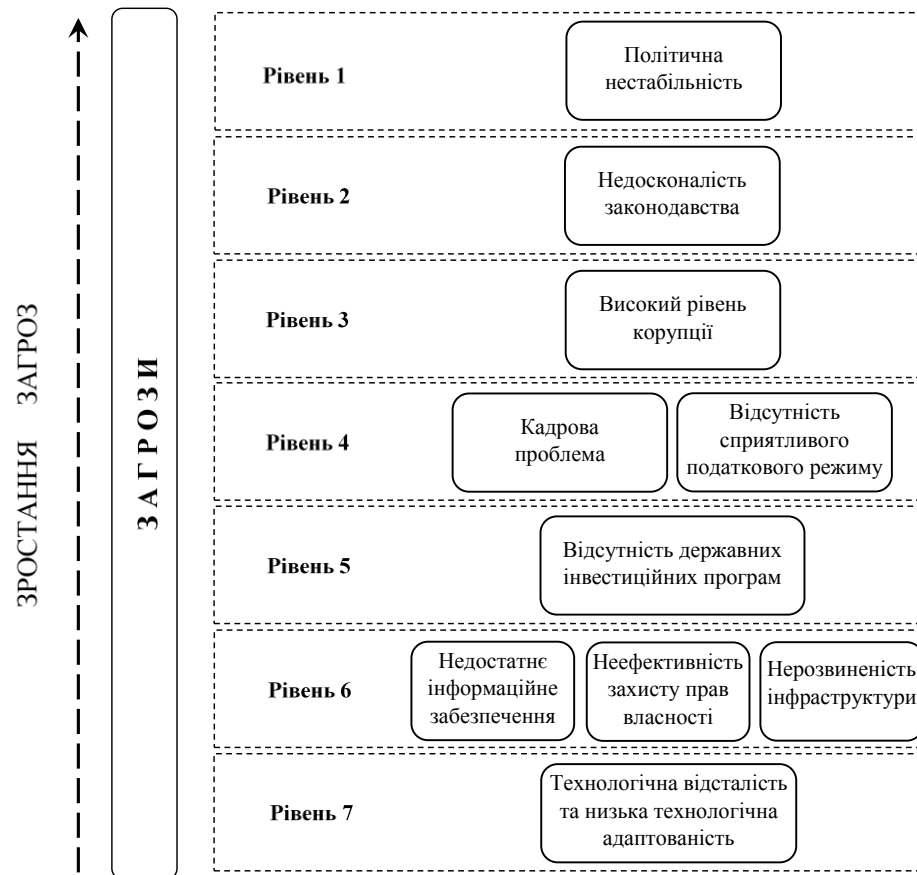 ЗРОСТАННЯ ЗАГРОЗ
ЗАГРОЗИ
Рівень 1
Політична
нестабільність
Рівень 2
Недосконалість
законодавства
Рівень 3
Високий рівень
корупції
Рівень 4
Кадрова
проблема
Відсутність
сприятливого
податкового режиму
Рівень 5
Відсутність державних
інвестиційних програм
Рівень 6
Недостатнє
інформаційне
забезпечення
Неефективність
захисту прав
власності
Нерозвиненість
інфраструктури
Рівень 7
Технологічна відсталість
та низька технологічна
адаптованість